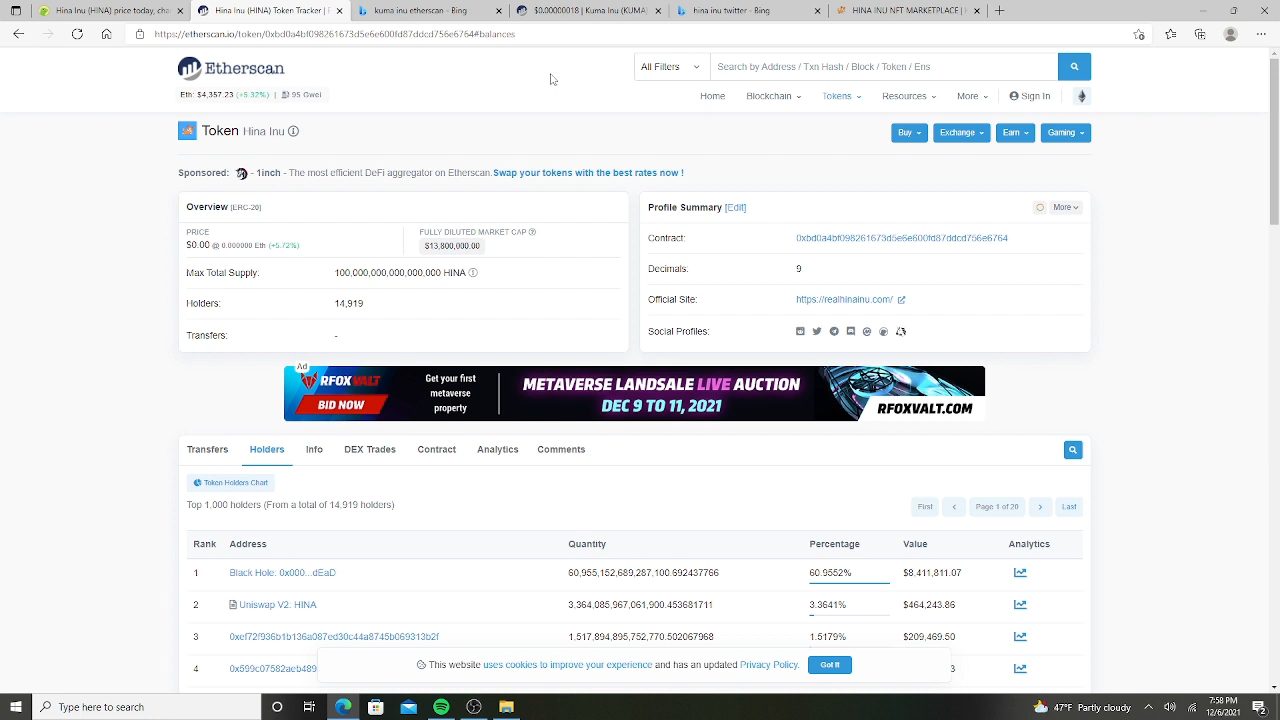 Hina Inu (HINA) price today, ch
Hina Inu | HINA Token Tracker | E
kuma inu etherscan - Bing
$0.00000018 | Kuma Inu (KUMA
hina inu twitter - Bing
HINA INU NFT MARKETPLACE |
https://etherscan.io/token/0xbd0a4bf098261673d5e6e600fd87ddcd756e6764#balances
Etherscan
All Filters
Search by Address / Txn Hash / Block / Token / Ens
Eth: $4,357.23 (+5.32%) | 95 Gwei
Home
Blockchain
Tokens
Resources
More
Sign In
Token Hina Inu
Buy
Exchange
Earn
Gaming
Sponsored: - 1inch - The most efficient DeFi aggregator on Etherscan.Swap your tokens with the best rates now !
Overview [ERC-20]
PRICE
$0.00 @ 0.000000 Eth (+5.72%)
FULLY DILUTED MARKET CAP
$13,800,000.00
Max Total Supply:
100,000,000,000,000,000 HINA
Holders:
14,919
Transfers:
-
Profile Summary [Edit]
More
Contract:
0xbd0a4bf098261673d5e6e600fd87ddcd756e6764
Decimals:
9
Official Site:
https://realhinainu.com/
Social Profiles:
Ad
RFOXVALT
BID NOW
Get your first
metaverse
property
METAVERSE LANDSALE LIVE AUCTION
DEC 9 TO 11, 2021
RFOXVALT.COM
Transfers
Holders
Info
DEX Trades
Contract
Analytics
Comments
Token Holders Chart
Top 1,000 holders (From a total of 14,919 holders)
First
Page 1 of 20
Last
Rank
Address
Quantity
Percentage
Value
Analytics
1
Black Hole: 0x000...dEaD
60,955,152,689,287,100.692437766
60.9552%
$8,411,811.07
2
Uniswap V2: HINA
3,364,085,967,061,900.453681711
3.3641%
$464,243.86
3
0xef72f936b1b136a087ed30c44a8745b069313b2f
1,517,894,895,752,770.502067968
1.5179%
$209,469.50
4
0x599c07582aeb489
3
This website uses cookies to improve your experience and has an updated Privacy Policy.
Got It
Type here to search
47°F Partly cloudy
7:58 PM
12/6/2021
2